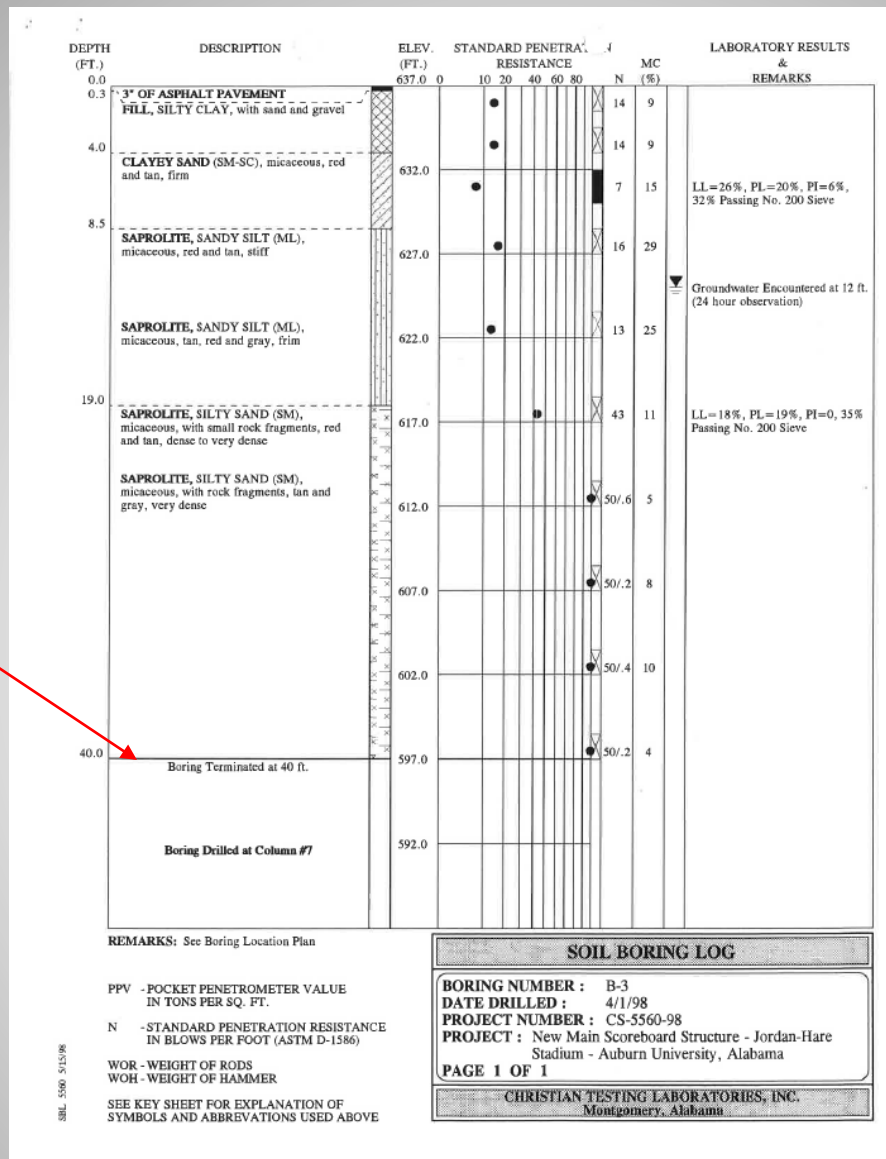 DEPTH DESCRIPTION ELEV. STANDARD PENETRA LABORATORY RESULTS
(FT.) (FT.) RESISTANCE MC &
0.0 637.0 0 10 20 40 60 80 N (%) REMARKS
0.3 3" OF ASPHALT PAVEMENT
FILL, SILTY CLAY, with sand and gravel 14 9
4.0 14 9
CLAYEY SAND (SM-SC), micaceous, red
and tan, firm 632.0
7 15 LL=26%, PL=20%, PI=6%,
32% Passing No. 200 Sieve
8.5
SAPROLITE, SANDY SILT (ML),
micaceous, red and tan, stiff 627.0 16 29
Groundwater Encountered at 12 ft.
(24 hour observation)
SAPROLITE, SANDY SILT (ML),
micaceous, tan, red and gray, frim 622.0 13 25
19.0
SAPROLITE, SILTY SAND (SM), 43 11 LL=18%, PL=19%, PI=0, 35%
micaceous, with small rock fragments, red 617.0 Passing No. 200 Sieve
and tan, dense to very dense
SAPROLITE, SILTY SAND (SM),
micaceous, with rock fragments, tan and
gray, very dense 612.0 50/.6 5
607.0 50/.2 8
602.0 50/.4 10
40.0 597.0 50/.2 4
Boring Terminated at 40 ft.
Boring Drilled at Column #7 592.0
REMARKS: See Boring Location Plan
PPV - POCKET PENETROMETER VALUE
IN TONS PER SQ. FT.
N - STANDARD PENETRATION RESISTANCE
IN BLOWS PER FOOT (ASTM D-1586)
WOR - WEIGHT OF RODS
WOH - WEIGHT OF HAMMER
SEE KEY SHEET FOR EXPLANATION OF
SYMBOLS AND ABBREVATIONS USED ABOVE
SBL 5560 5/15/98
SOIL BORING LOG
BORING NUMBER : B-3
DATE DRILLED : 4/1/98
PROJECT NUMBER : CS-5560-98
PROJECT : New Main Scoreboard Structure - Jordan-Hare
Stadium - Auburn University, Alabama
PAGE 1 OF 1
CHRISTIAN TESTING LABORATORIES, INC.
Montgomery, Alabama